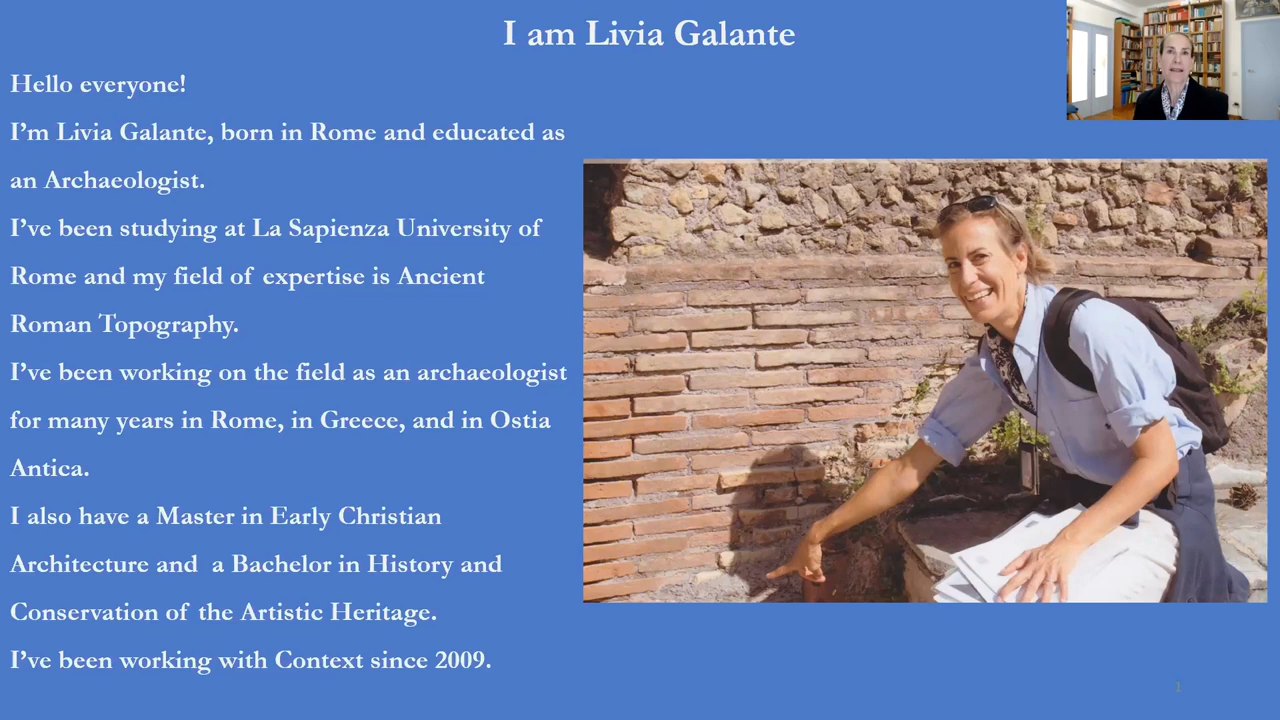 I am Livia Galante
Hello everyone!
I’m Livia Galante, born in Rome and educated as
an Archaeologist.
I’ve been studying at La Sapienza University of
Rome and my field of expertise is Ancient
Roman Topography.
I’ve been working on the field as an archaeologist
for many years in Rome, in Greece, and in Ostia
Antica.
I also have a Master in Early Christian
Architecture and a Bachelor in History and
Conservation of the Artistic Heritage.
I’ve been working with Context since 2009.
1